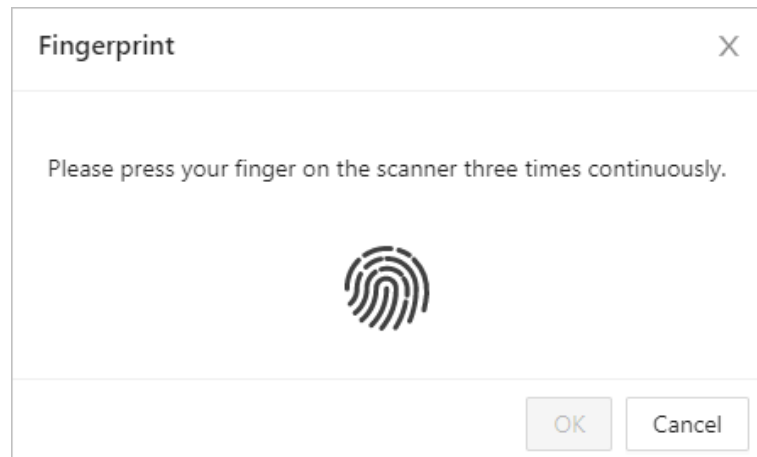 Fingerprint
X
Please press your finger on the scanner three times continuously.
OK
Cancel